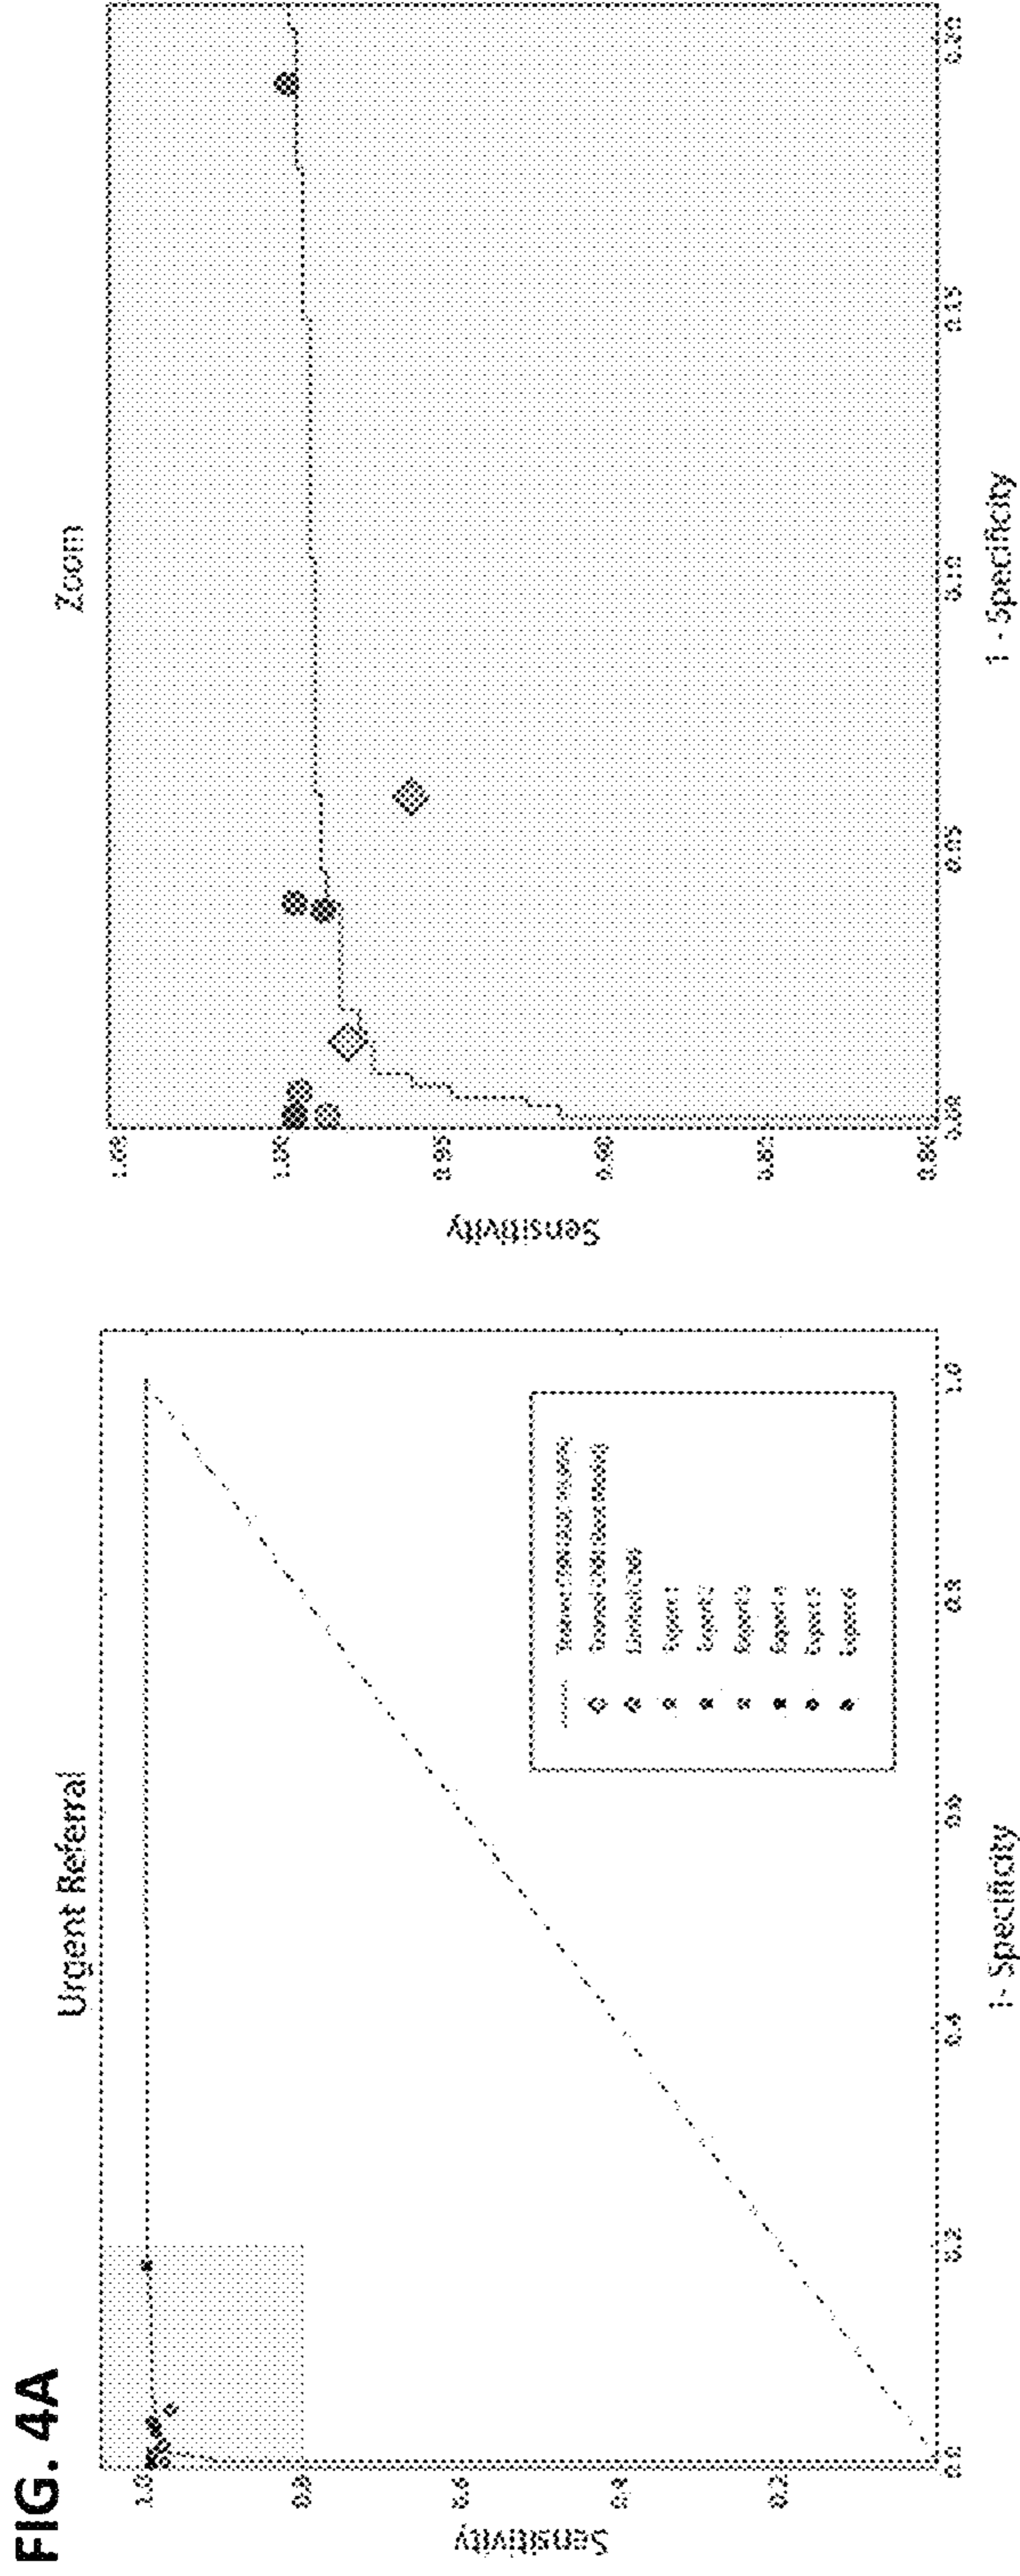 FIG. 4A
Urgent Referral
Sensitivity
1.0
0.8
0.6
0.4
0.2
0.0
0.2
0.4
0.6
0.8
1.0
1 - Specificity
Limited
Expert 1
Expert 2
Expert 3
Expert 4
Expert 5
Expert 6
Zoom
Sensitivity
1.00
0.95
0.90
0.85
0.80
0.00
0.05
0.10
0.15
0.20
1 - Specificity